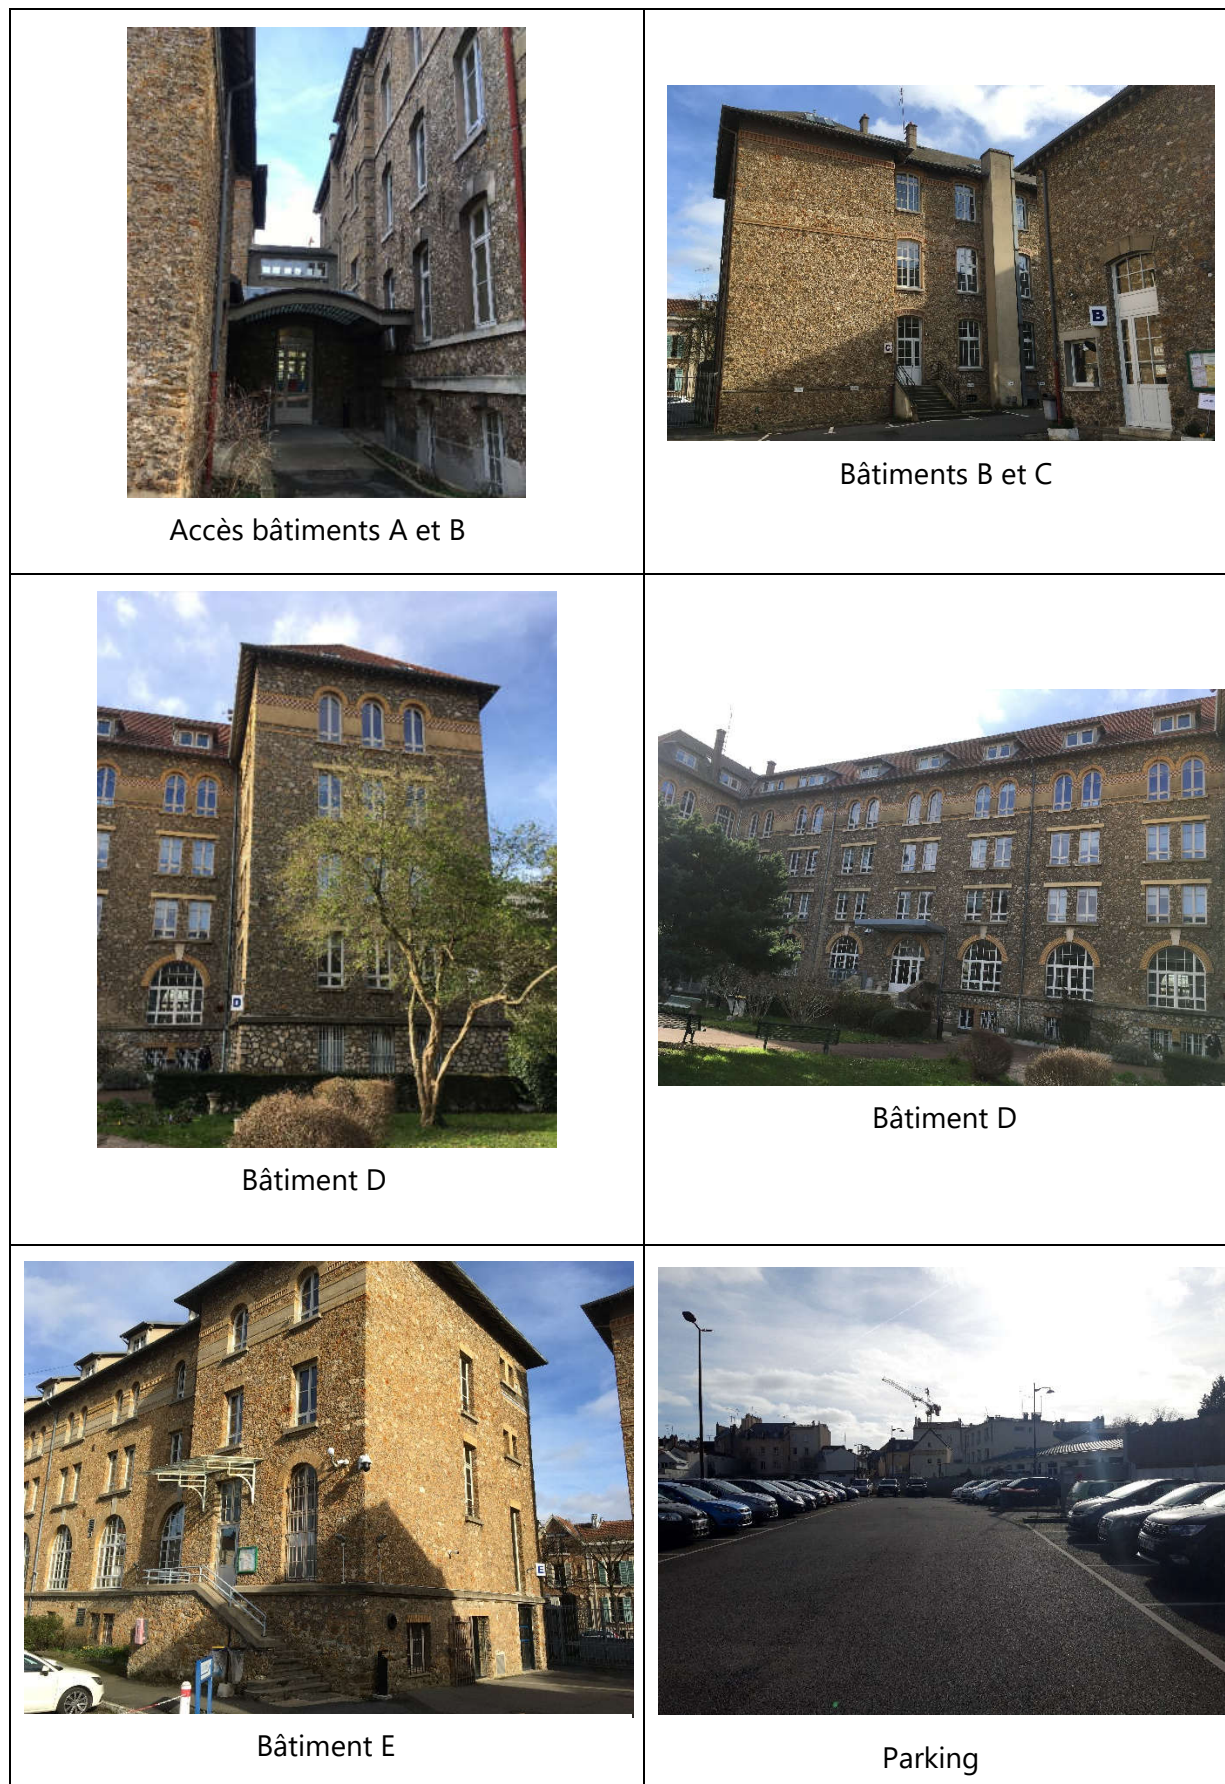 B
C
Accès bâtiments A et B
Bâtiments B et C
D
Bâtiment D
Bâtiment D
E
Bâtiment E
Parking